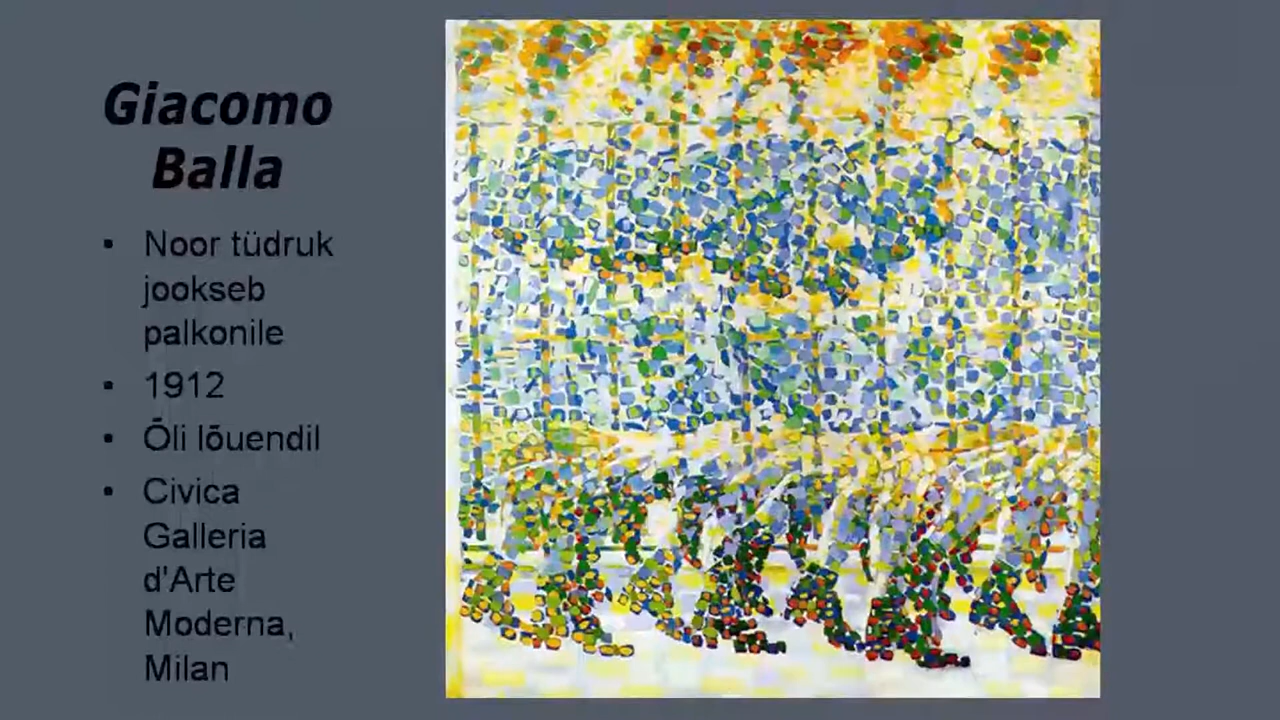 Giacomo
Balla
• Noor tüdruk
jookseb
palkonile
• 1912
• Õli lõuendil
• Civica
Galleria
d'Arte
Moderna,
Milan